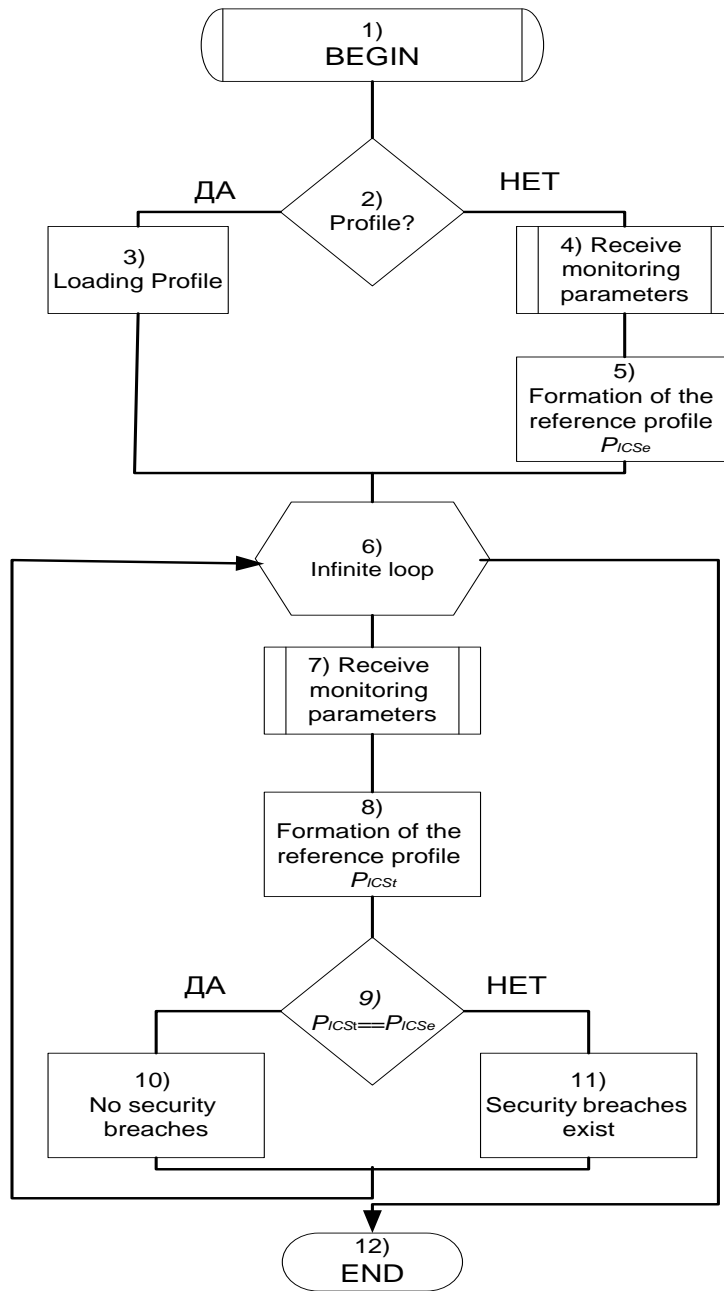 1)
BEGIN
ДА
НЕТ
2)
Profile?
3)
Loading Profile
4) Receive
monitoring
parameters
5)
Formation of the
reference profile
PICSe
6)
Infinite loop
7) Receive
monitoring
parameters
8)
Formation of the
reference profile
PICSt
ДА
НЕТ
9)
PICSt==PICSe
10)
No security
breaches
11)
Security breaches
exist
12)
END